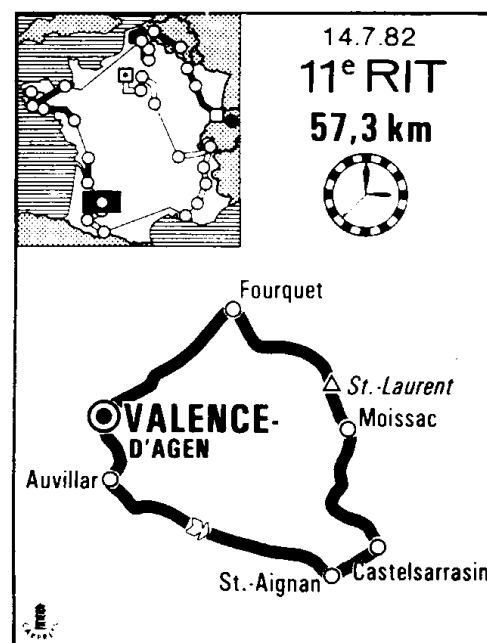 14.7.82
11e RIT
57,3 km
Fourquet
St.-Laurent
VALENCE-
D'AGEN
Moissac
Auvillar
St.-Aignan
Castelsarrasin